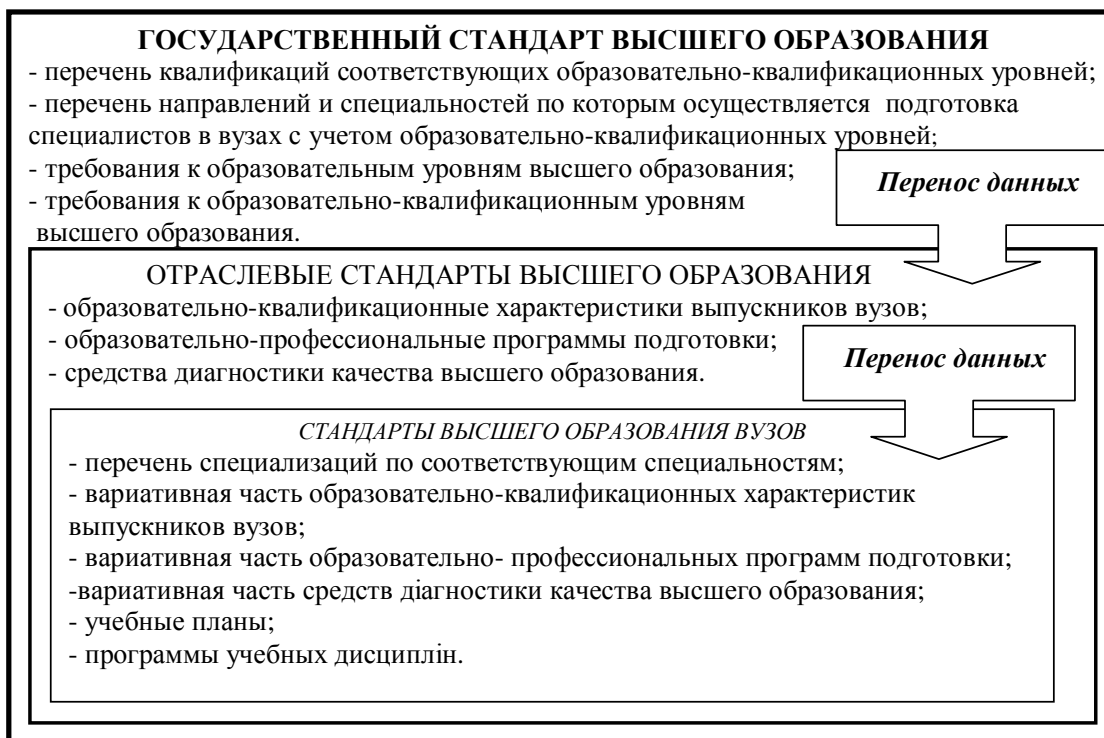 ГОСУДАРСТВЕННЫЙ СТАНДАРТ ВЫСШЕГО ОБРАЗОВАНИЯ
- перечень квалификаций соответствующих образовательно-квалификационных уровней;
- перечень направлений и специальностей по которым осуществляется подготовка
специалистов в вузах с учетом образовательно-квалификационных уровней;
- требования к образовательным уровням высшего образования;
- требования к образовательно-квалификационным уровням
высшего образования.
Перенос данных
ОТРАСЛЕВЫЕ СТАНДАРТЫ ВЫСШЕГО ОБРАЗОВАНИЯ
- образовательно-квалификационные характеристики выпускников вузов;
- образовательно-профессиональные программы подготовки;
- средства диагностики качества высшего образования.
Перенос данных
СТАНДАРТЫ ВЫСШЕГО ОБРАЗОВАНИЯ ВУЗОВ
- перечень специализаций по соответствующим специальностям;
- вариативная часть образовательно-квалификационных характеристик
выпускников вузов;
- вариативная часть образовательно- профессиональных программ подготовки;
-вариативная часть средств діагностики качества высшего образования;
- учебные планы;
- программы учебных дисциплін.